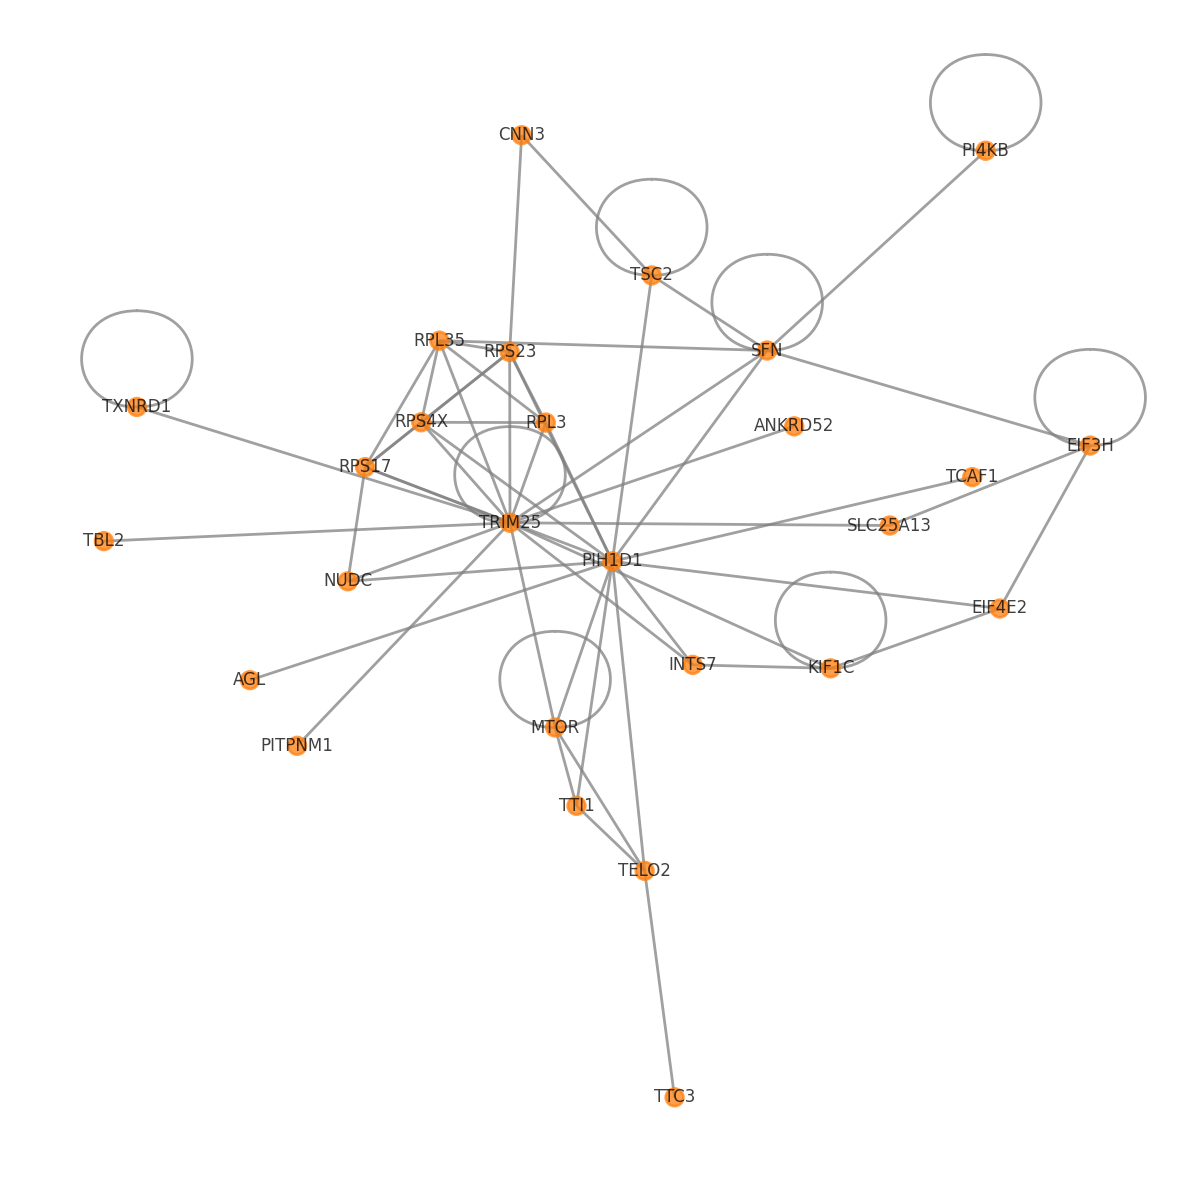 CNN3
PI4KB
TSC2
RPL35
RPS23
SFN
TXNRD1
RPS4X
RPL3
ANKRD52
EIF3H
RPS17
TCAF1
TRIM25
SLC25A13
TBL2
PIH1D1
NUDC
EIF4E2
INTS7
KIF1C
AGL
MTOR
PITPNM1
TTI1
TELO2
TTC3